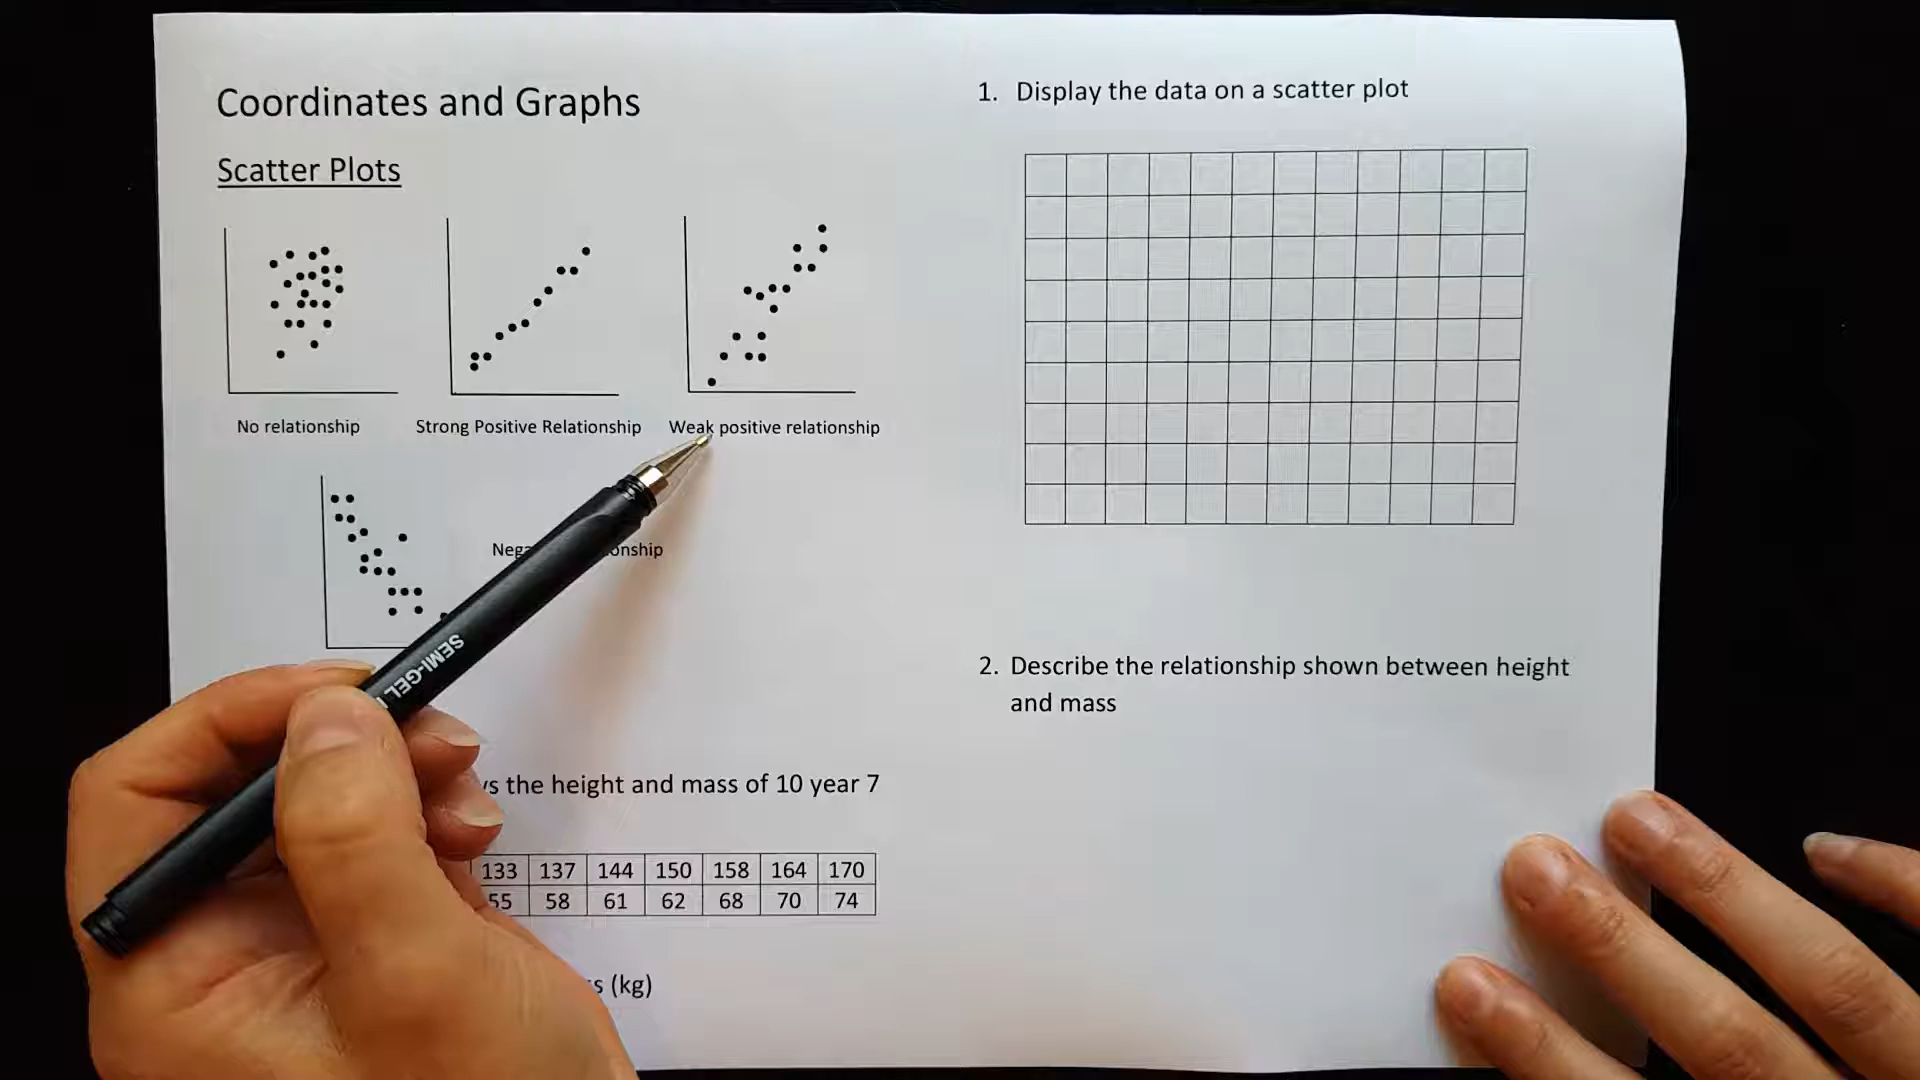 Coordinates and Graphs
Scatter Plots
No relationship
Strong Positive Relationship
Weak positive relationship
SEMI-GEL
the height and mass of 10 year 7
133 137 144 150 158 164 170
55 58 61 62 68 70 74
(kg)
1. Display the data on a scatter plot
2. Describe the relationship shown between height
and mass